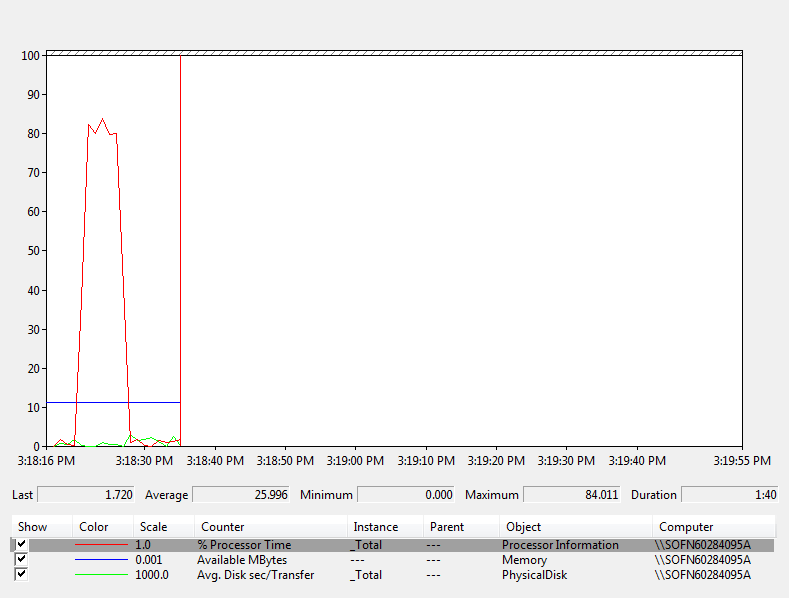 100
90
80
70
60
50
40
30
20
10
0
3:18:16 PM 3:18:30 PM 3:18:40 PM 3:18:50 PM 3:19:00 PM 3:19:10 PM 3:19:20 PM 3:19:30 PM 3:19:40 PM 3:19:55 PM
Last 1.720 Average 25.996 Minimum 0.000 Maximum 84.011 Duration 1:40
Show Color Scale Counter Instance Parent Object Computer
1.0 % Processor Time _Total --- Processor Information \\SOFN60284095A
0.001 Available MBytes --- --- Memory \\SOFN60284095A
1000.0 Avg. Disk sec/Transfer _Total --- PhysicalDisk \\SOFN60284095A